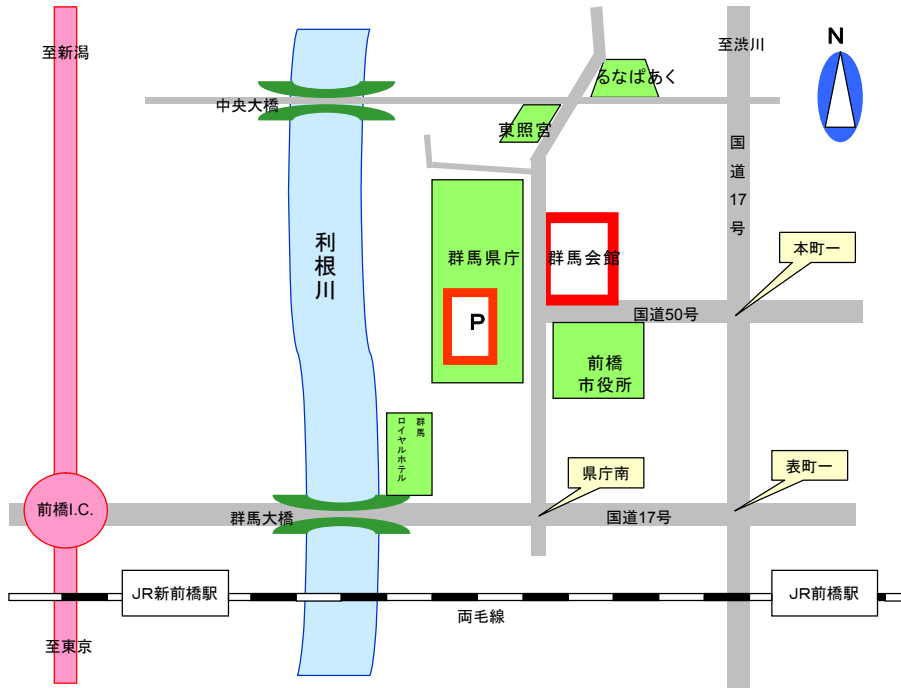 至新潟
至渋川
N
るなぱあく
中央大橋
東照宮
国道17号
本町一
利根川
群馬県庁
群馬会館
P
国道50号
前橋
市役所
群馬
ロイヤルホテル
県庁南
表町一
前橋I.C.
群馬大橋
国道17号
JR新前橋駅
JR前橋駅
両毛線
至東京